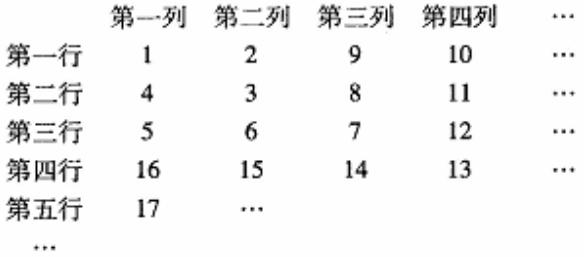 第一列 第二列 第三列 第四列 …
第一行 1 2 9 10 …
第二行 4 3 8 11 …
第三行 5 6 7 12 …
第四行 16 15 14 13 …
第五行 17 …
…